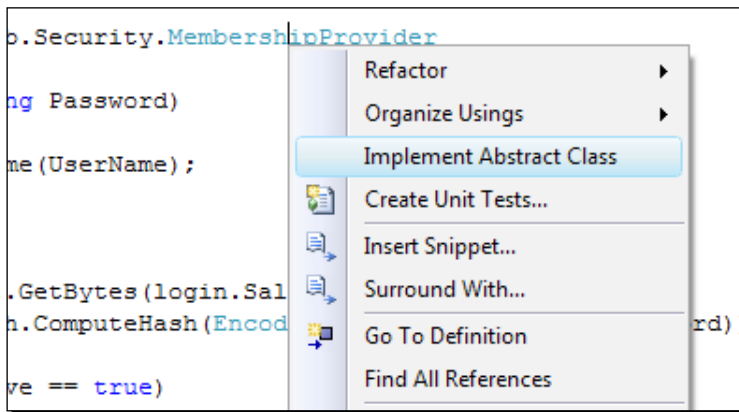 o.Security.MembershipProvider
Refactor
ng Password)
Organize Usings
me(UserName);
Implement Abstract Class
Create Unit Tests...
Insert Snippet...
.GetBytes(login.Sal
Surround With...
h.ComputeHash(Encod
rd)
Go To Definition
Find All References
ve == true)